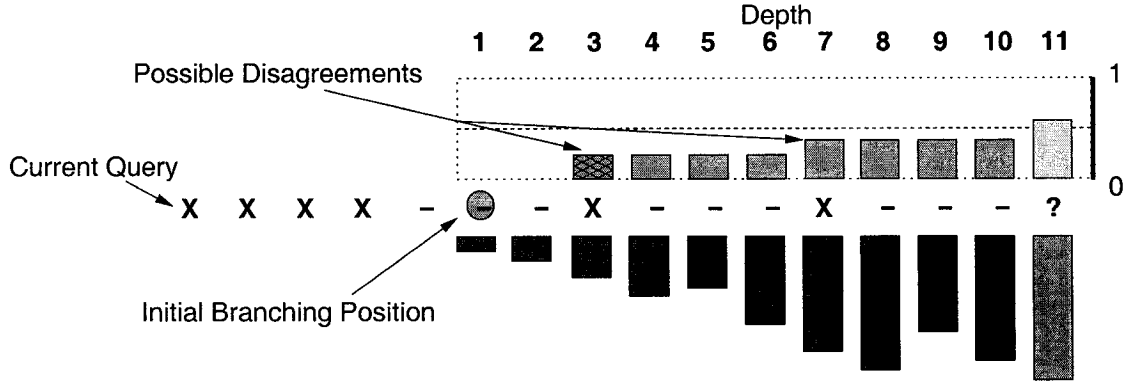 Depth
1 2 3 4 5 6 7 8 9 10 11
Possible Disagreements
1
Current Query
0
X X X X – – – X – – – X – – – ?
Initial Branching Position